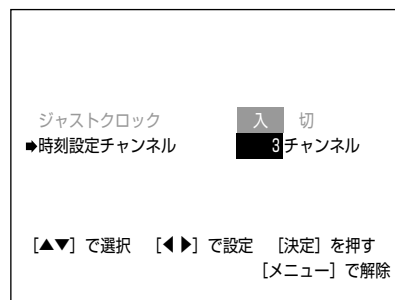 ジャストクロック 入 切
➡時刻設定チャンネル 3チャンネル
[▲▼] で選択 [◀▶] で設定 [決定] を押す
[メニュー] で解除